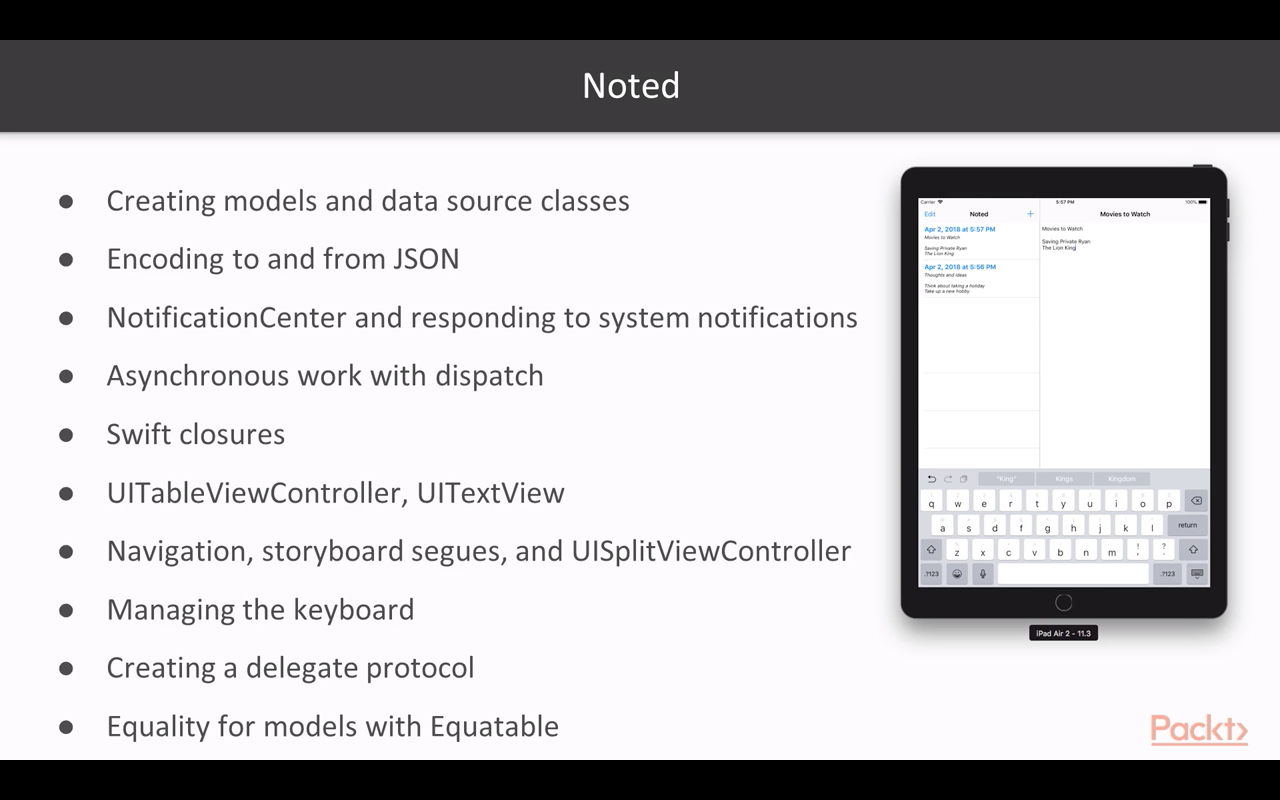 Noted
● Creating models and data source classes
● Encoding to and from JSON
● NotificationCenter and responding to system notifications
● Asynchronous work with dispatch
● Swift closures
● UITableViewController, UITextView
● Navigation, storyboard segues, and UISplitViewController
● Managing the keyboard
● Creating a delegate protocol
● Equality for models with Equatable
Carrier 5:57 PM 100%
Edit Noted + Movies to Watch
Apr 2, 2018 at 5:57 PM
Movies to Watch
Saving Private Ryan
The Lion King
Apr 2, 2018 at 5:56 PM
Thoughts and ideas
Think about taking a holiday
Take up a new hobby
Movies to Watch
Saving Private Ryan
The Lion King
"King" Kings Kingdom
q w e r t y u i o p
a s d f g h j k l return
z x c v b n m ! , ? .
.?123 .?123
iPad Air 2 - 11.3
Packt>